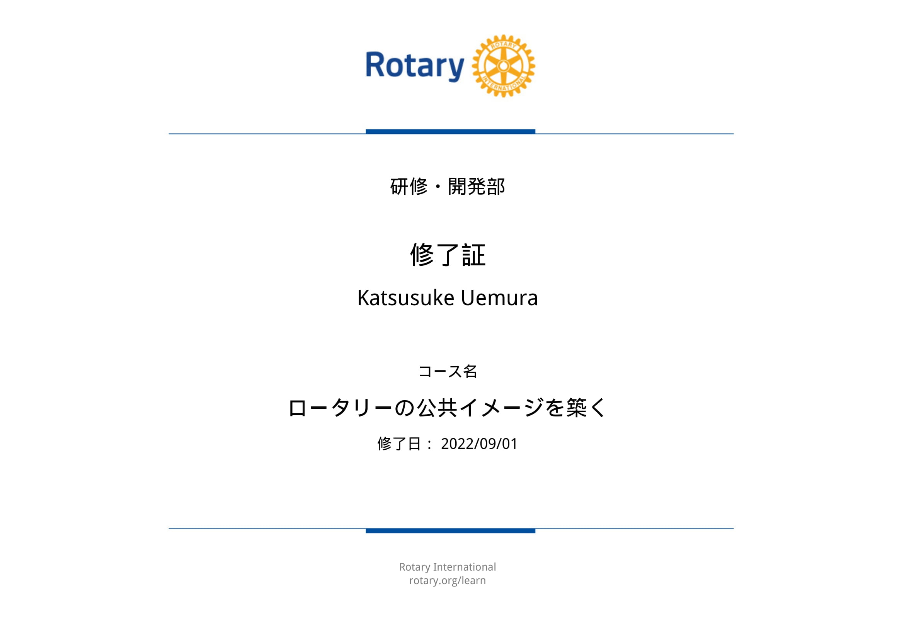 Rotary
ROTARY
INTERNATIONAL
研修・開発部
修了証
Katsusuke Uemura
コース名
ロータリーの公共イメージを築く
修了日： 2022/09/01
Rotary International
rotary.org/learn